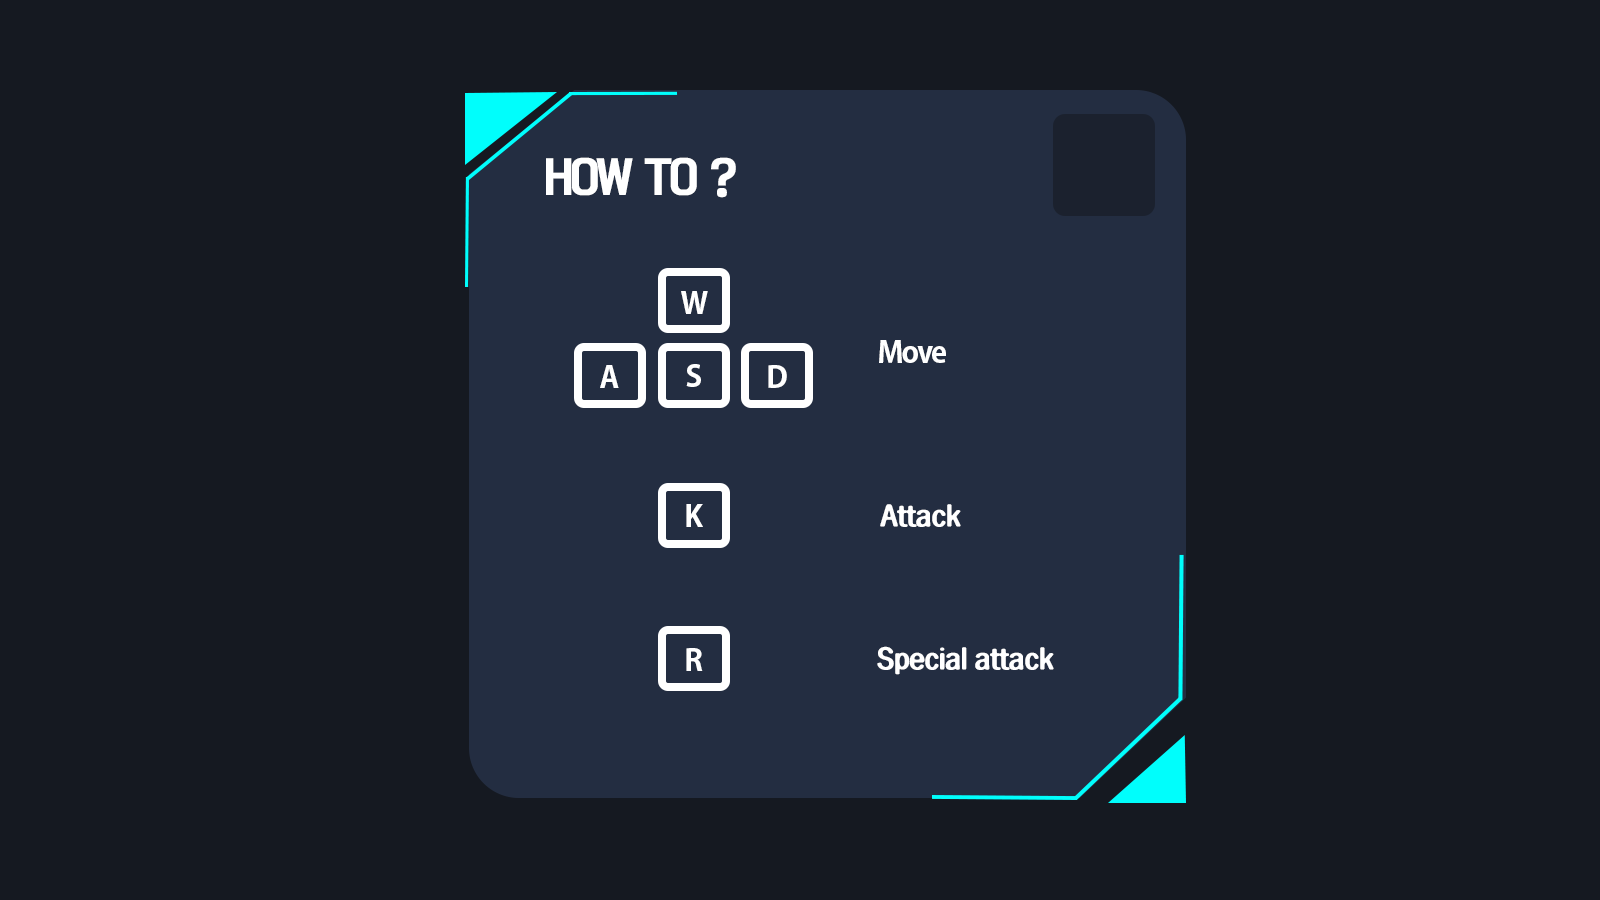 HOW TO ?
W
A S D
Move
K
Attack
R
Special attack